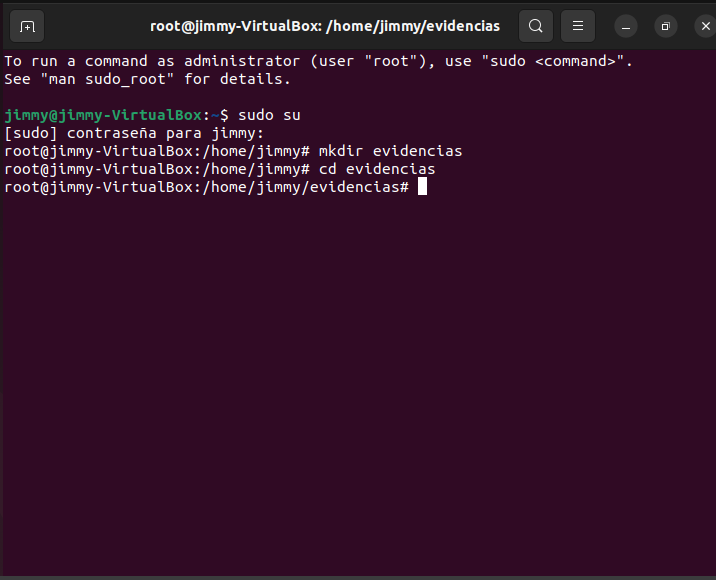 root@jimmy-VirtualBox: /home/jimmy/evidencias
To run a command as administrator (user "root"), use "sudo <command>".
See "man sudo_root" for details.
jimmy@jimmy-VirtualBox:~$ sudo su
[sudo] contraseña para jimmy:
root@jimmy-VirtualBox:/home/jimmy# mkdir evidencias
root@jimmy-VirtualBox:/home/jimmy# cd evidencias
root@jimmy-VirtualBox:/home/jimmy/evidencias#